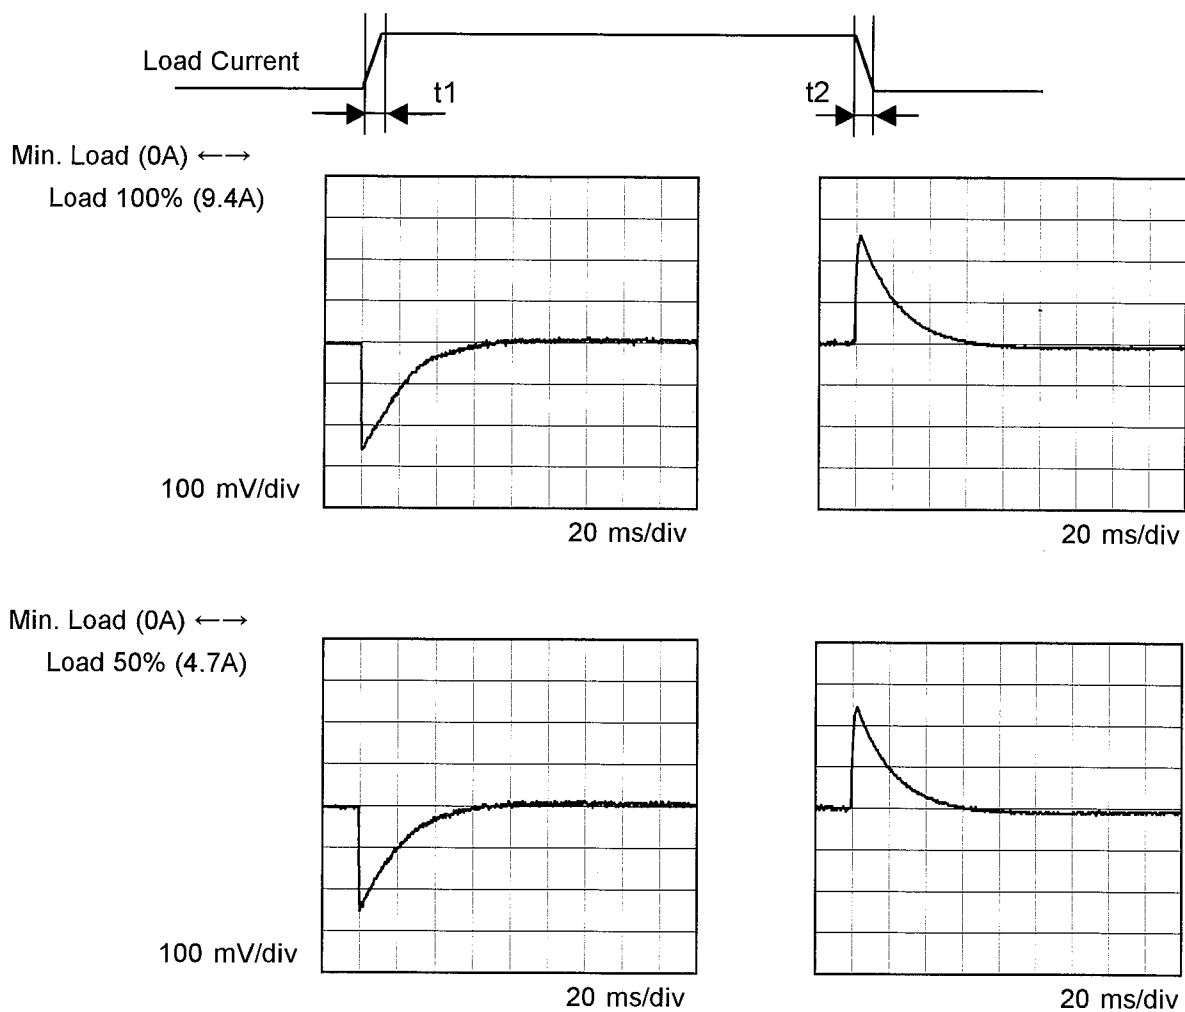 Load Current
t1
t2
Min. Load (0A) ←→
Load 100% (9.4A)
100 mV/div
20 ms/div
20 ms/div
Min. Load (0A) ←→
Load 50% (4.7A)
100 mV/div
20 ms/div
20 ms/div